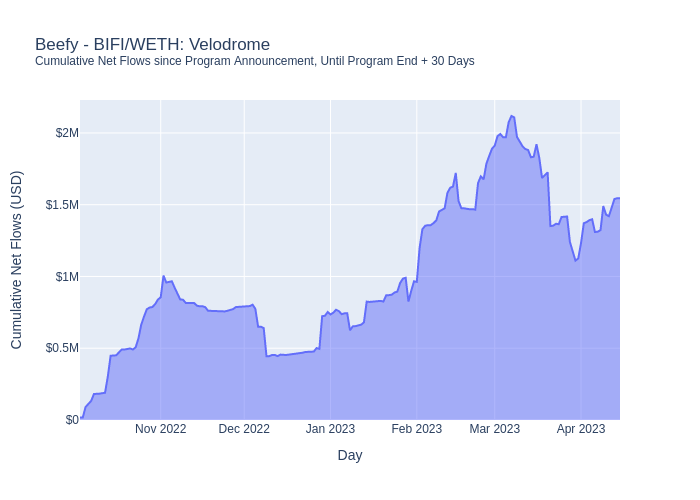 Beefy - BIFI/WETH: Velodrome
Cumulative Net Flows since Program Announcement, Until Program End + 30 Days
Cumulative Net Flows (USD)
$2M
$1.5M
$1M
$0.5M
$0
Nov 2022
Dec 2022
Jan 2023
Feb 2023
Mar 2023
Apr 2023
Day